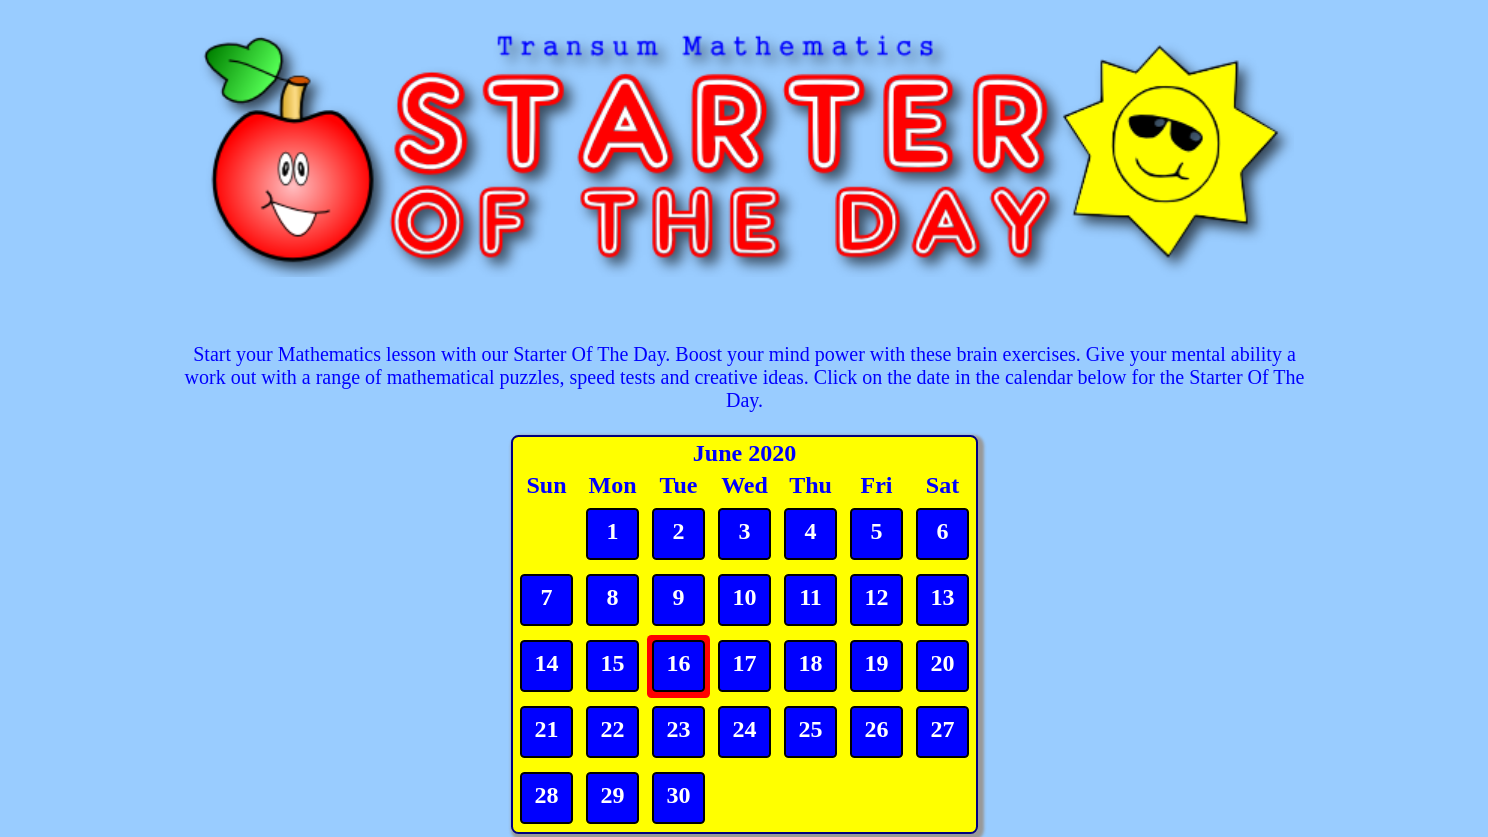 Transum Mathematics
STARTER
OF THE DAY
Start your Mathematics lesson with our Starter Of The Day. Boost your mind power with these brain exercises. Give your mental ability a
work out with a range of mathematical puzzles, speed tests and creative ideas. Click on the date in the calendar below for the Starter Of The
Day.
June 2020
Sun Mon Tue Wed Thu Fri Sat
1 2 3 4 5 6
7 8 9 10 11 12 13
14 15 16 17 18 19 20
21 22 23 24 25 26 27
28 29 30